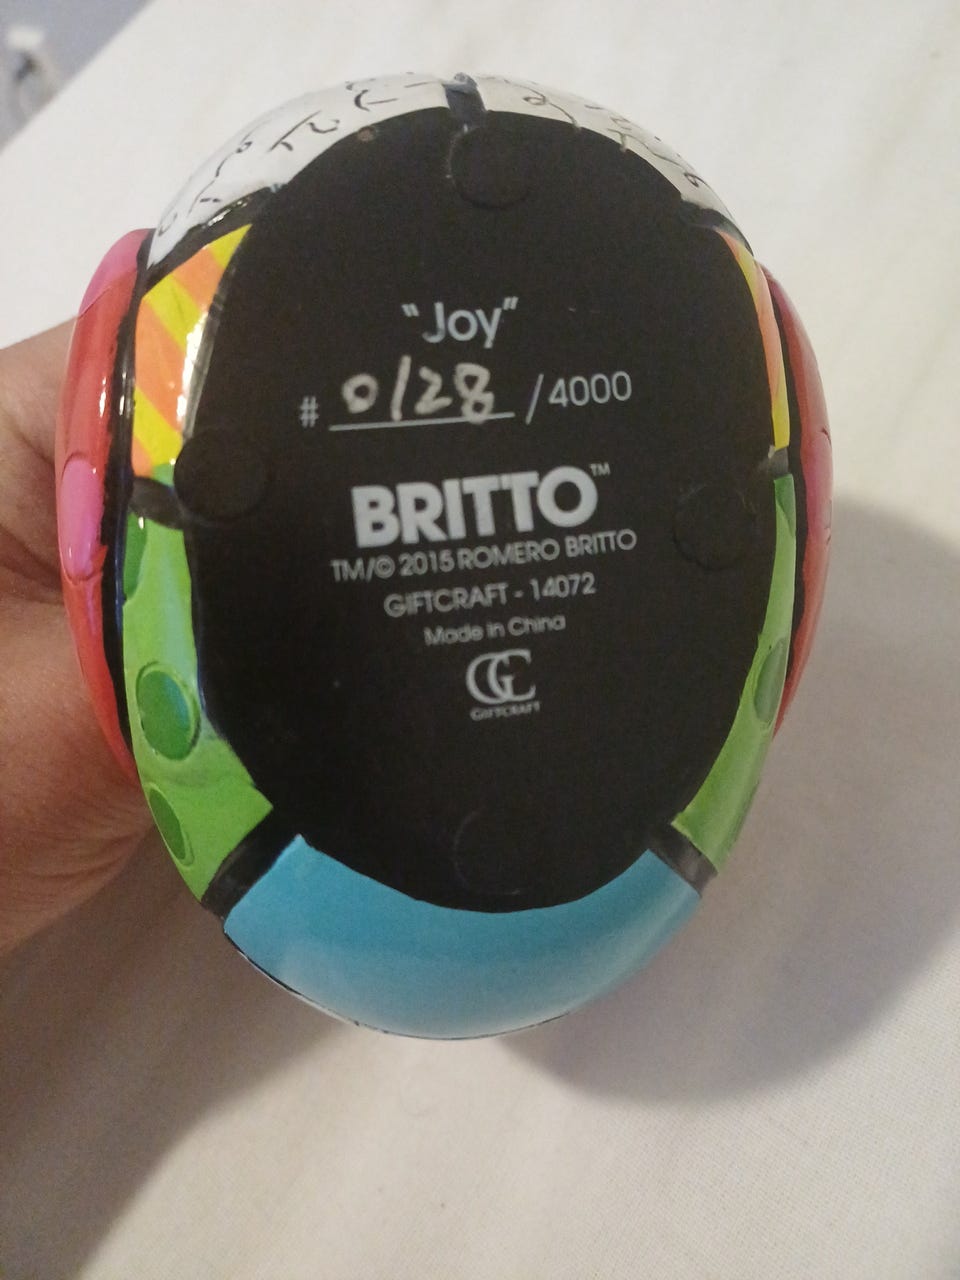 "Joy"
# 0128 /4000
BRITTO™
TM/© 2015 ROMERO BRITTO
GIFTCRAFT - 14072
Made in China
GC
GIFTCRAFT